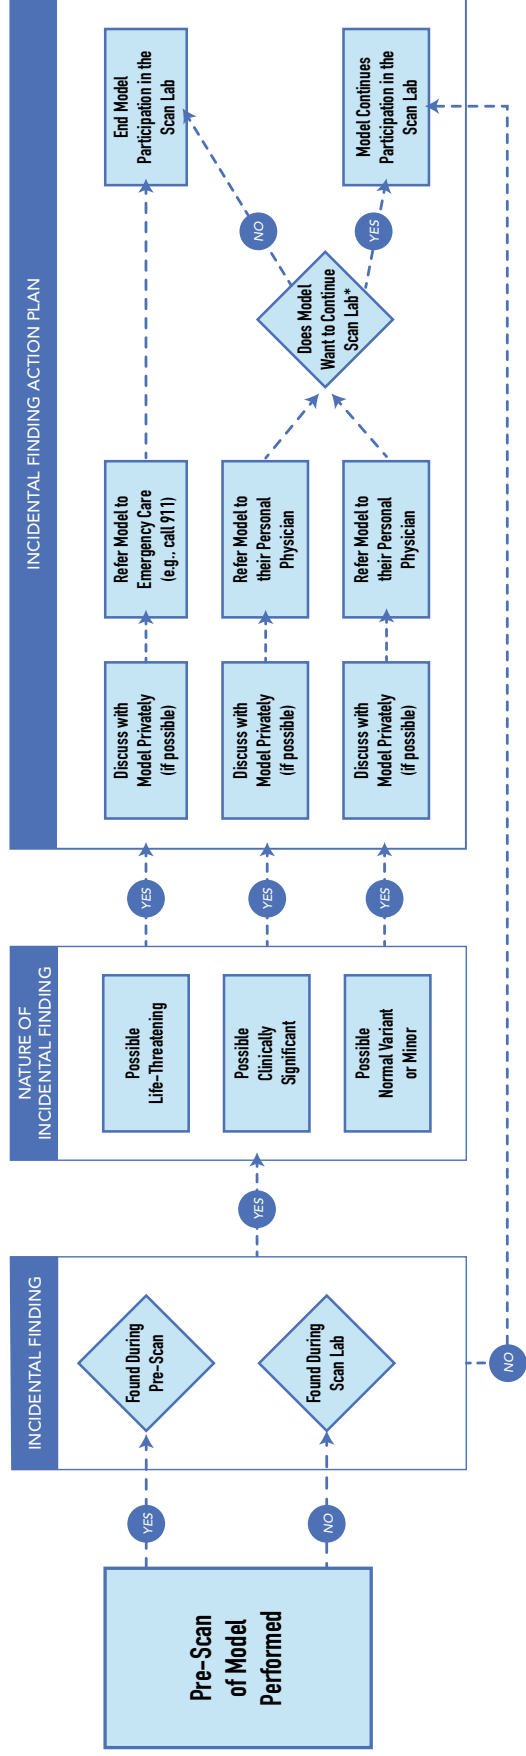 Pre-Scan
of Model
Performed
YES
NO
INCIDENTAL FINDING
Found During
Pre-Scan
Found During
Scan Lab
YES
NO
NATURE OF
INCIDENTAL FINDING
Possible
Life-Threatening
Possible
Clinically
Significant
Possible
Normal Variant
or Minor
YES
YES
YES
INCIDENTAL FINDING ACTION PLAN
Discuss with
Model Privately
(if possible)
Refer Model to
Emergency Care
(e.g.. call 911)
End Model
Participation in the
Scan Lab
Discuss with
Model Privately
(if possible)
Refer Model to
their Personal
Physician
Discuss with
Model Privately
(if possible)
Refer Model to
their Personal
Physician
Does Model
Want to Continue
Scan Lab*
NO
YES
Model Continues
Participation in the
Scan Lab